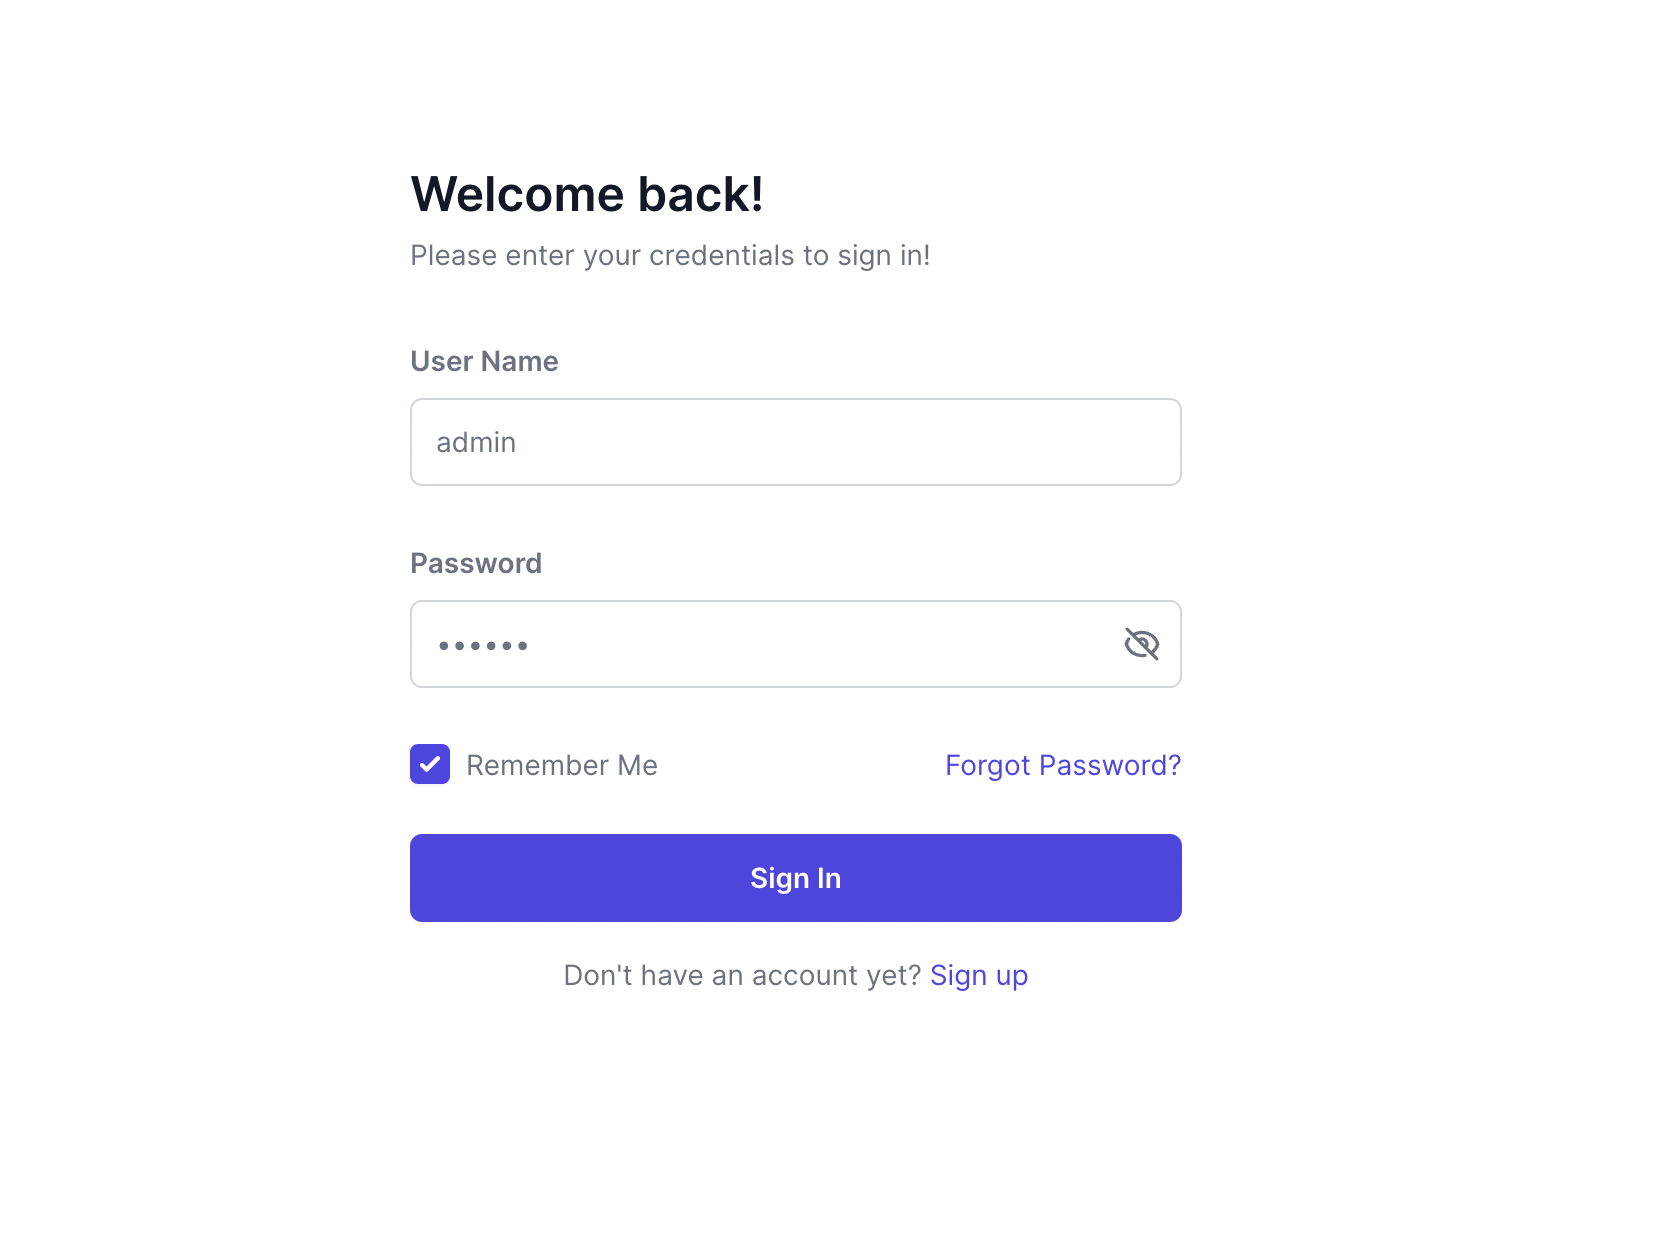 Welcome back!
Please enter your credentials to sign in!
User Name
admin
Password
••••••
Remember Me
Forgot Password?
Sign In
Don't have an account yet? Sign up